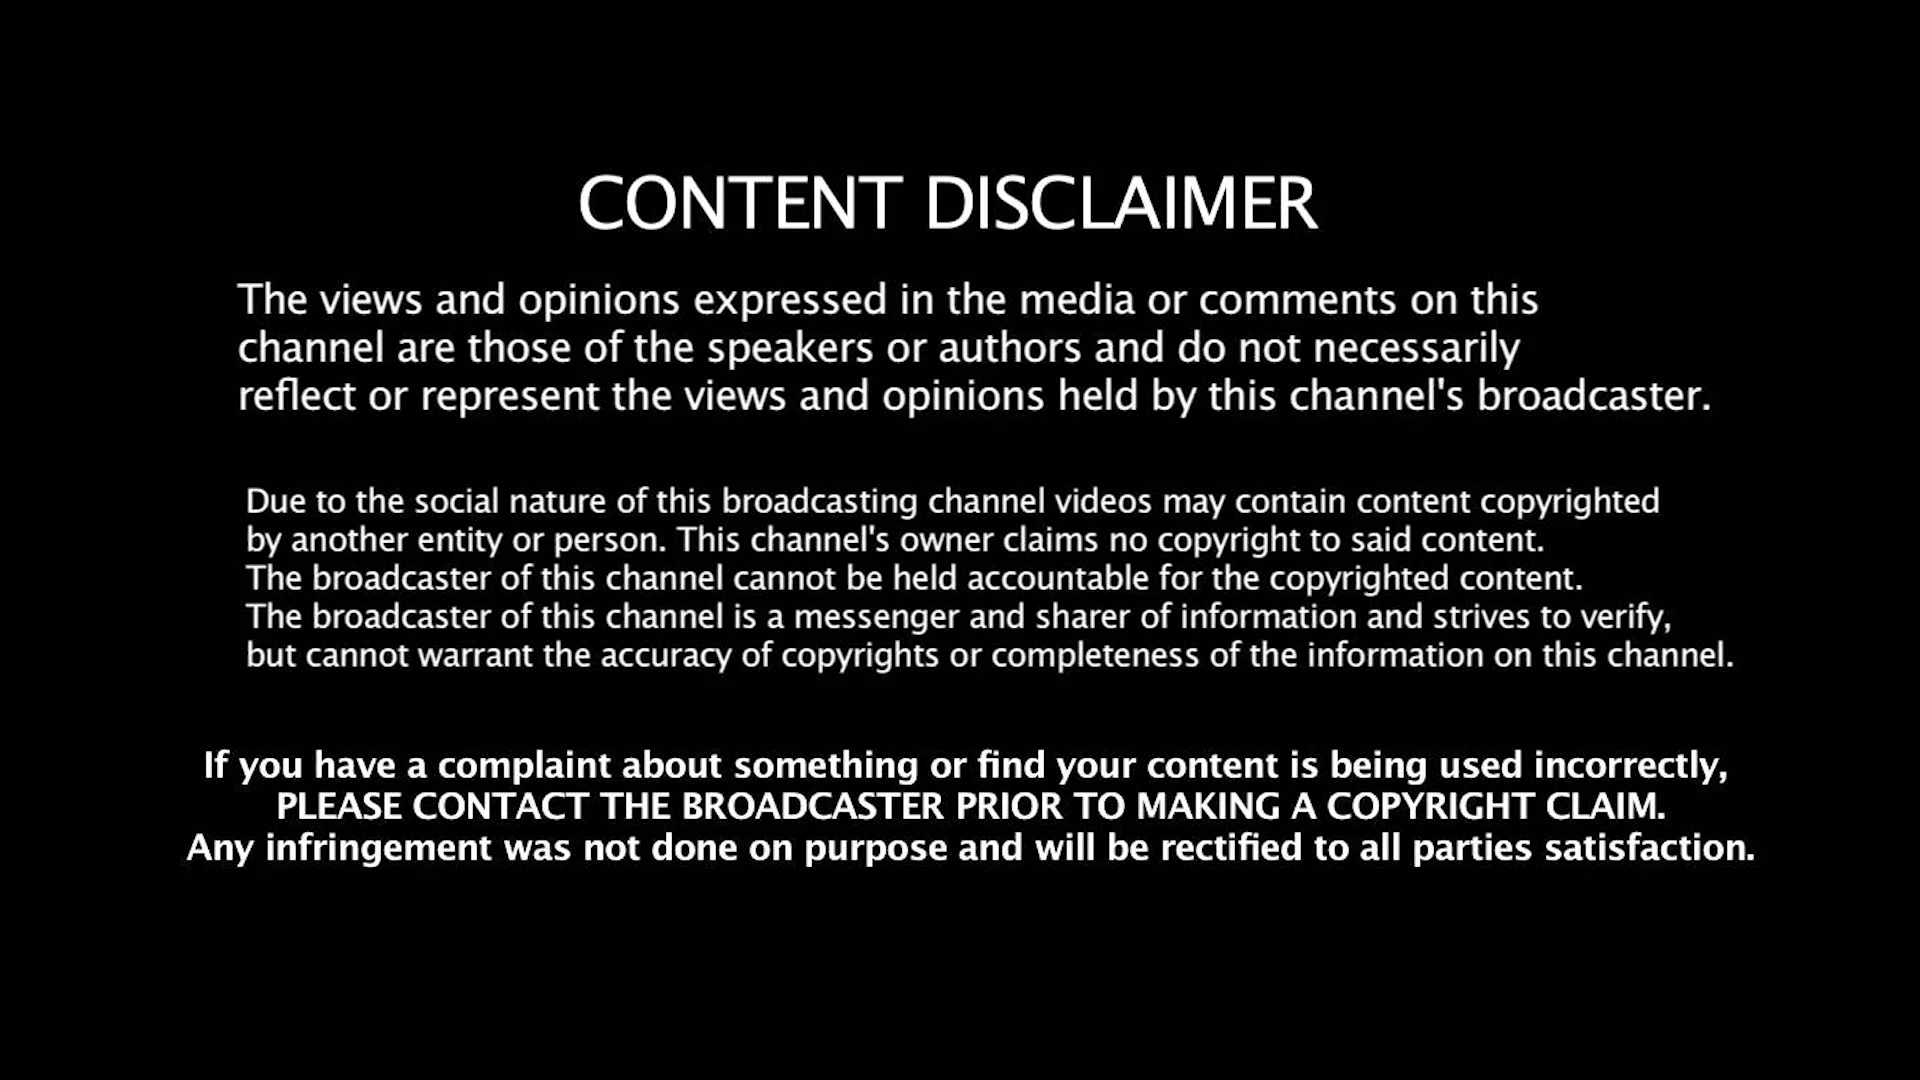 CONTENT DISCLAIMER
The views and opinions expressed in the media or comments on this
channel are those of the speakers or authors and do not necessarily
reflect or represent the views and opinions held by this channel's broadcaster.
Due to the social nature of this broadcasting channel videos may contain content copyrighted
by another entity or person. This channel's owner claims no copyright to said content.
The broadcaster of this channel cannot be held accountable for the copyrighted content.
The broadcaster of this channel is a messenger and sharer of information and strives to verify,
but cannot warrant the accuracy of copyrights or completeness of the information on this channel.
If you have a complaint about something or find your content is being used incorrectly,
PLEASE CONTACT THE BROADCASTER PRIOR TO MAKING A COPYRIGHT CLAIM.
Any infringement was not done on purpose and will be rectified to all parties satisfaction.